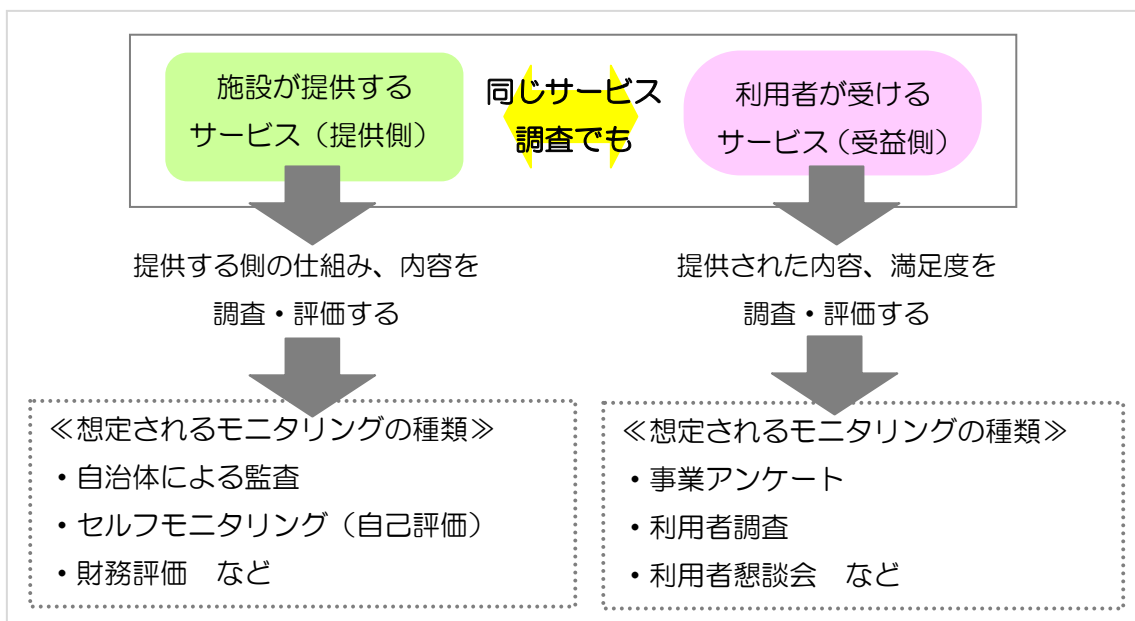 施設が提供する
サービス（提供側）
同じサービス
調査でも
利用者が受ける
サービス（受益側）
提供する側の仕組み、内容を
調査・評価する
提供された内容、満足度を
調査・評価する
≪想定されるモニタリングの種類≫
・自治体による監査
・セルフモニタリング（自己評価）
・財務評価　など
≪想定されるモニタリングの種類≫
・事業アンケート
・利用者調査
・利用者懇談会　など